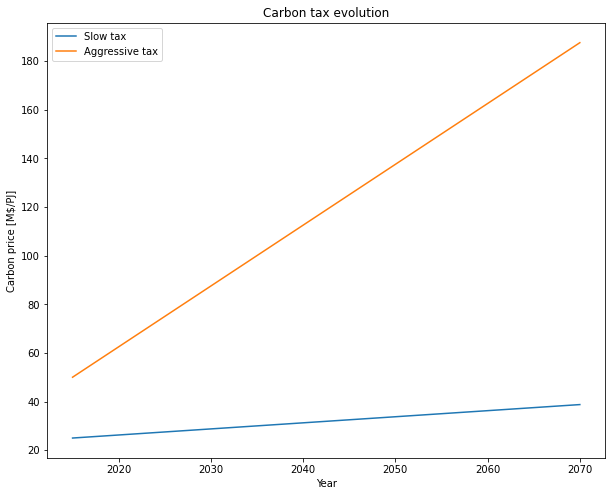 Carbon tax evolution
Slow tax
Aggressive tax
Carbon price [M$/PJ]
180
160
140
120
100
80
60
40
20
2020 2030 2040 2050 2060 2070
Year